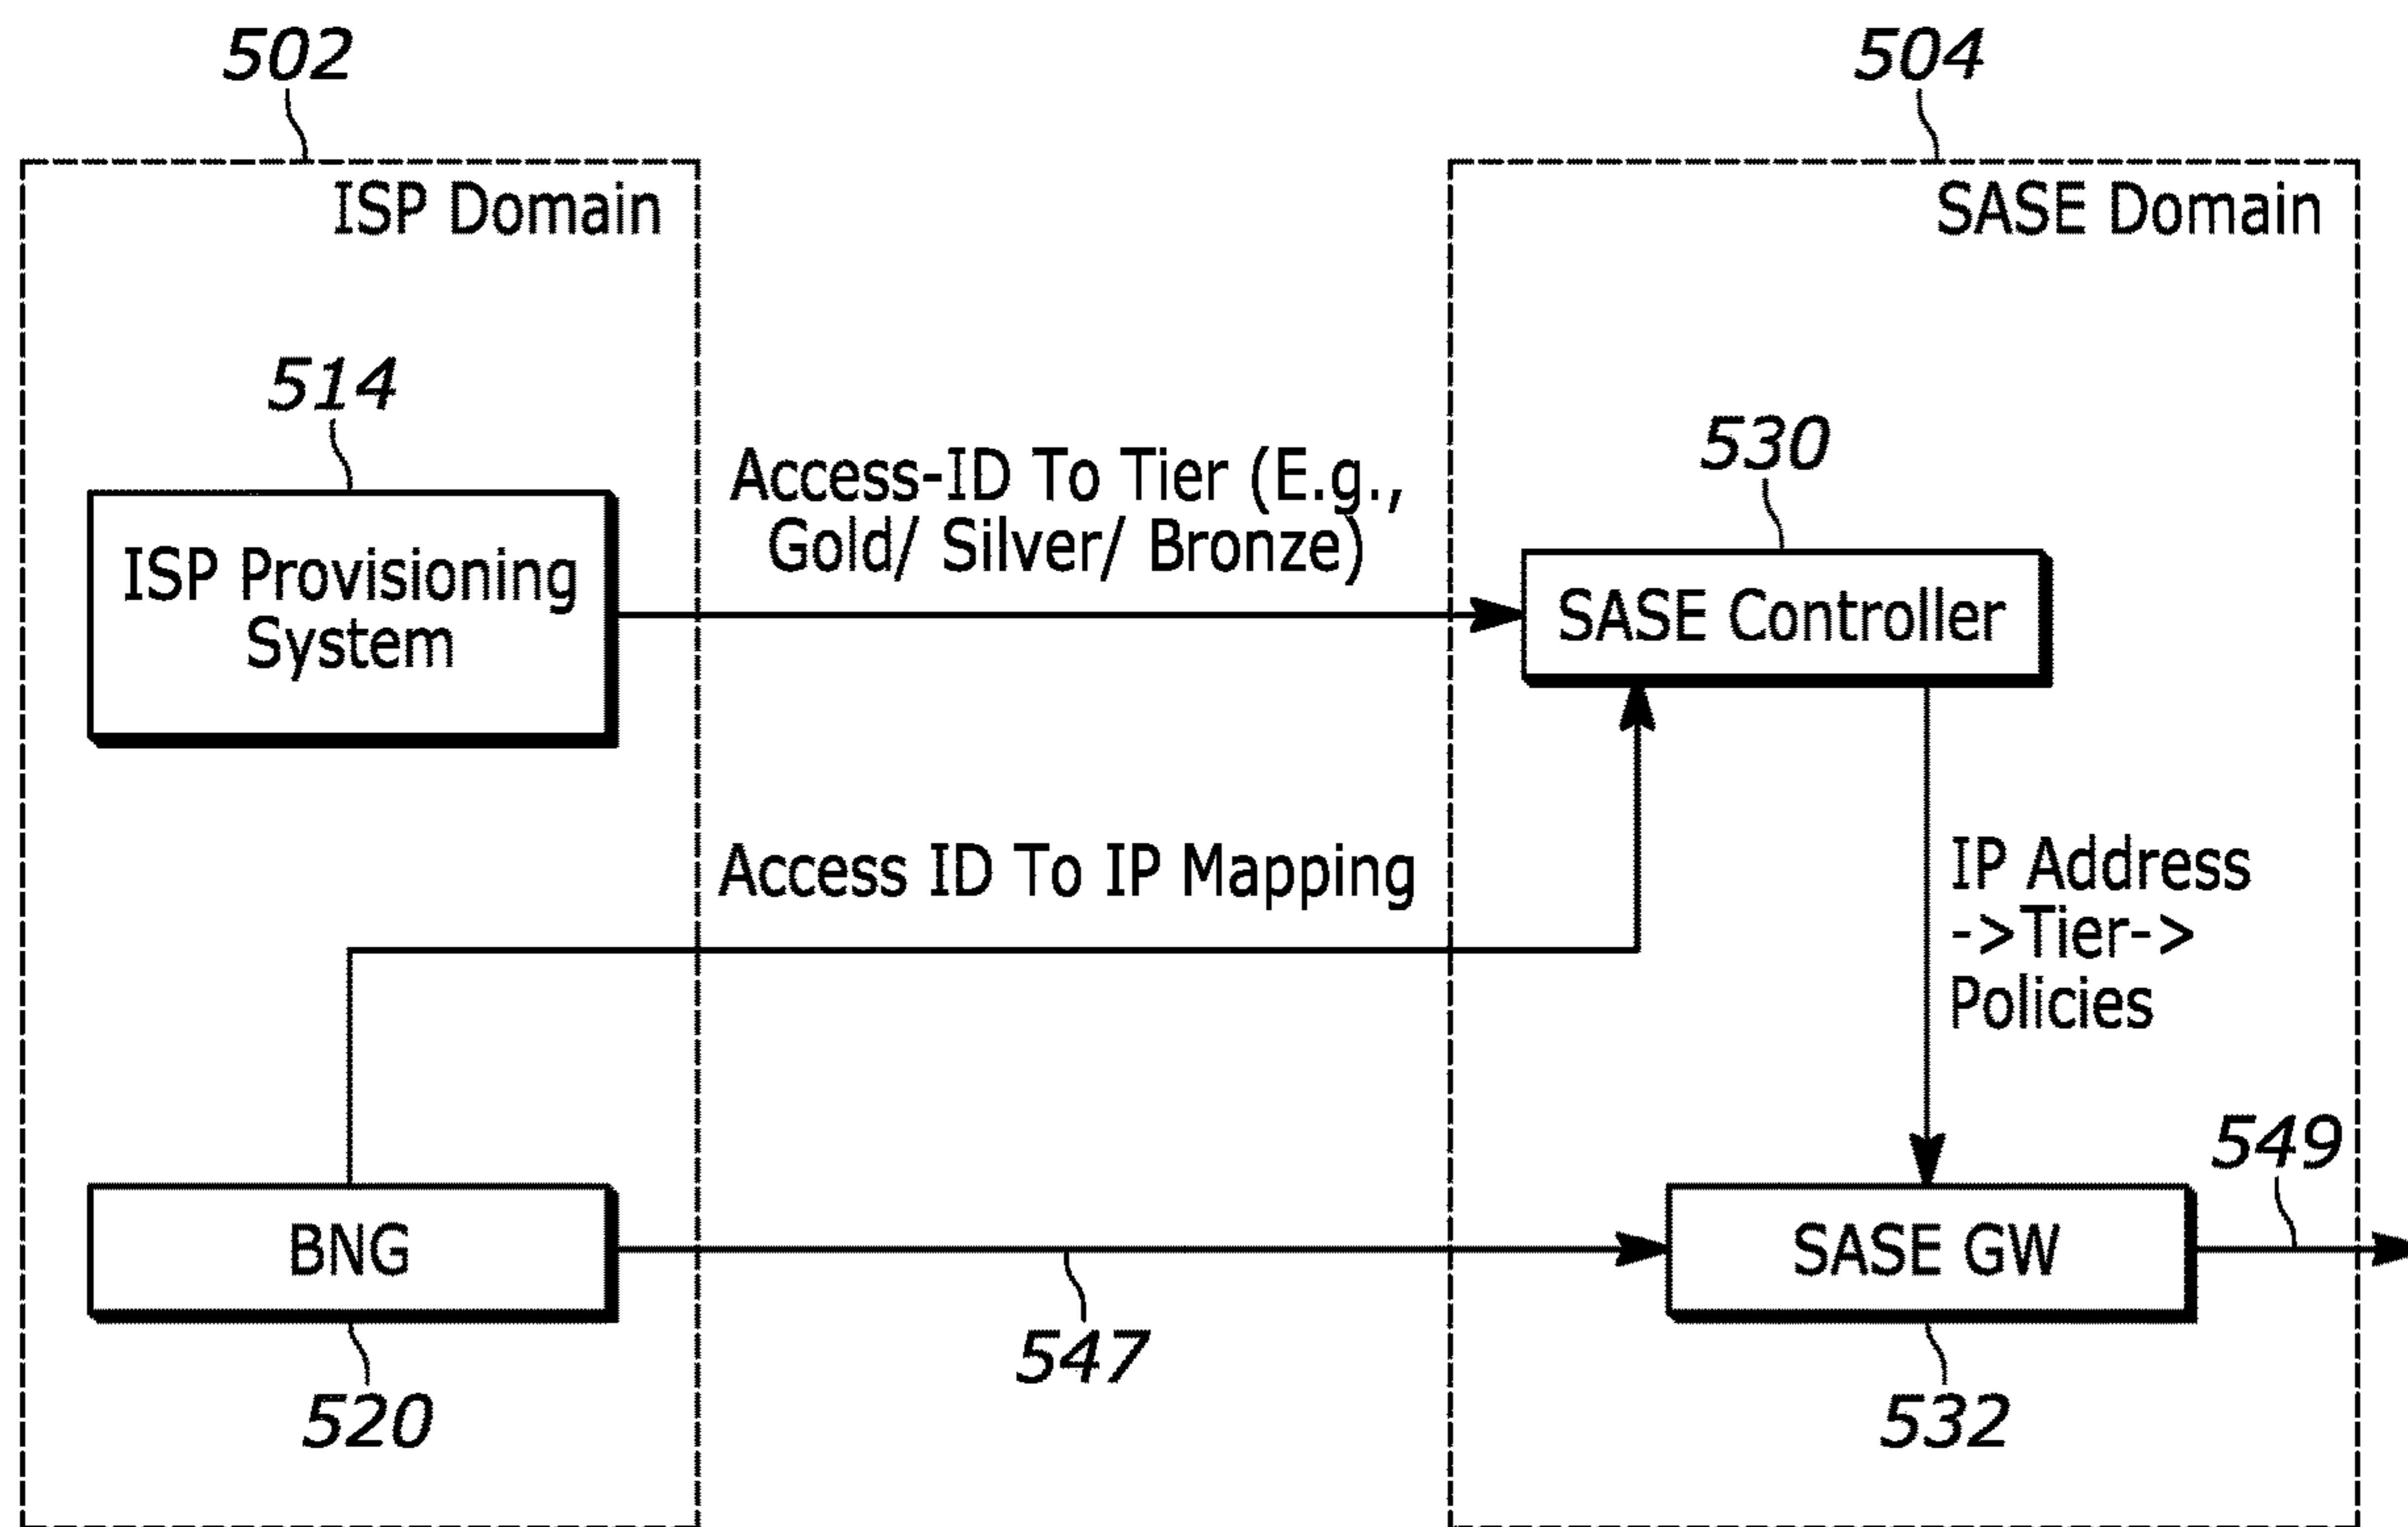 502
504
ISP Domain
SASE Domain
514
ISP Provisioning
System
Access-ID To Tier (E.g.,
Gold/ Silver/ Bronze)
530
SASE Controller
Access ID To IP Mapping
IP Address
->Tier->
Policies
549
BNG
SASE GW
547
520
532